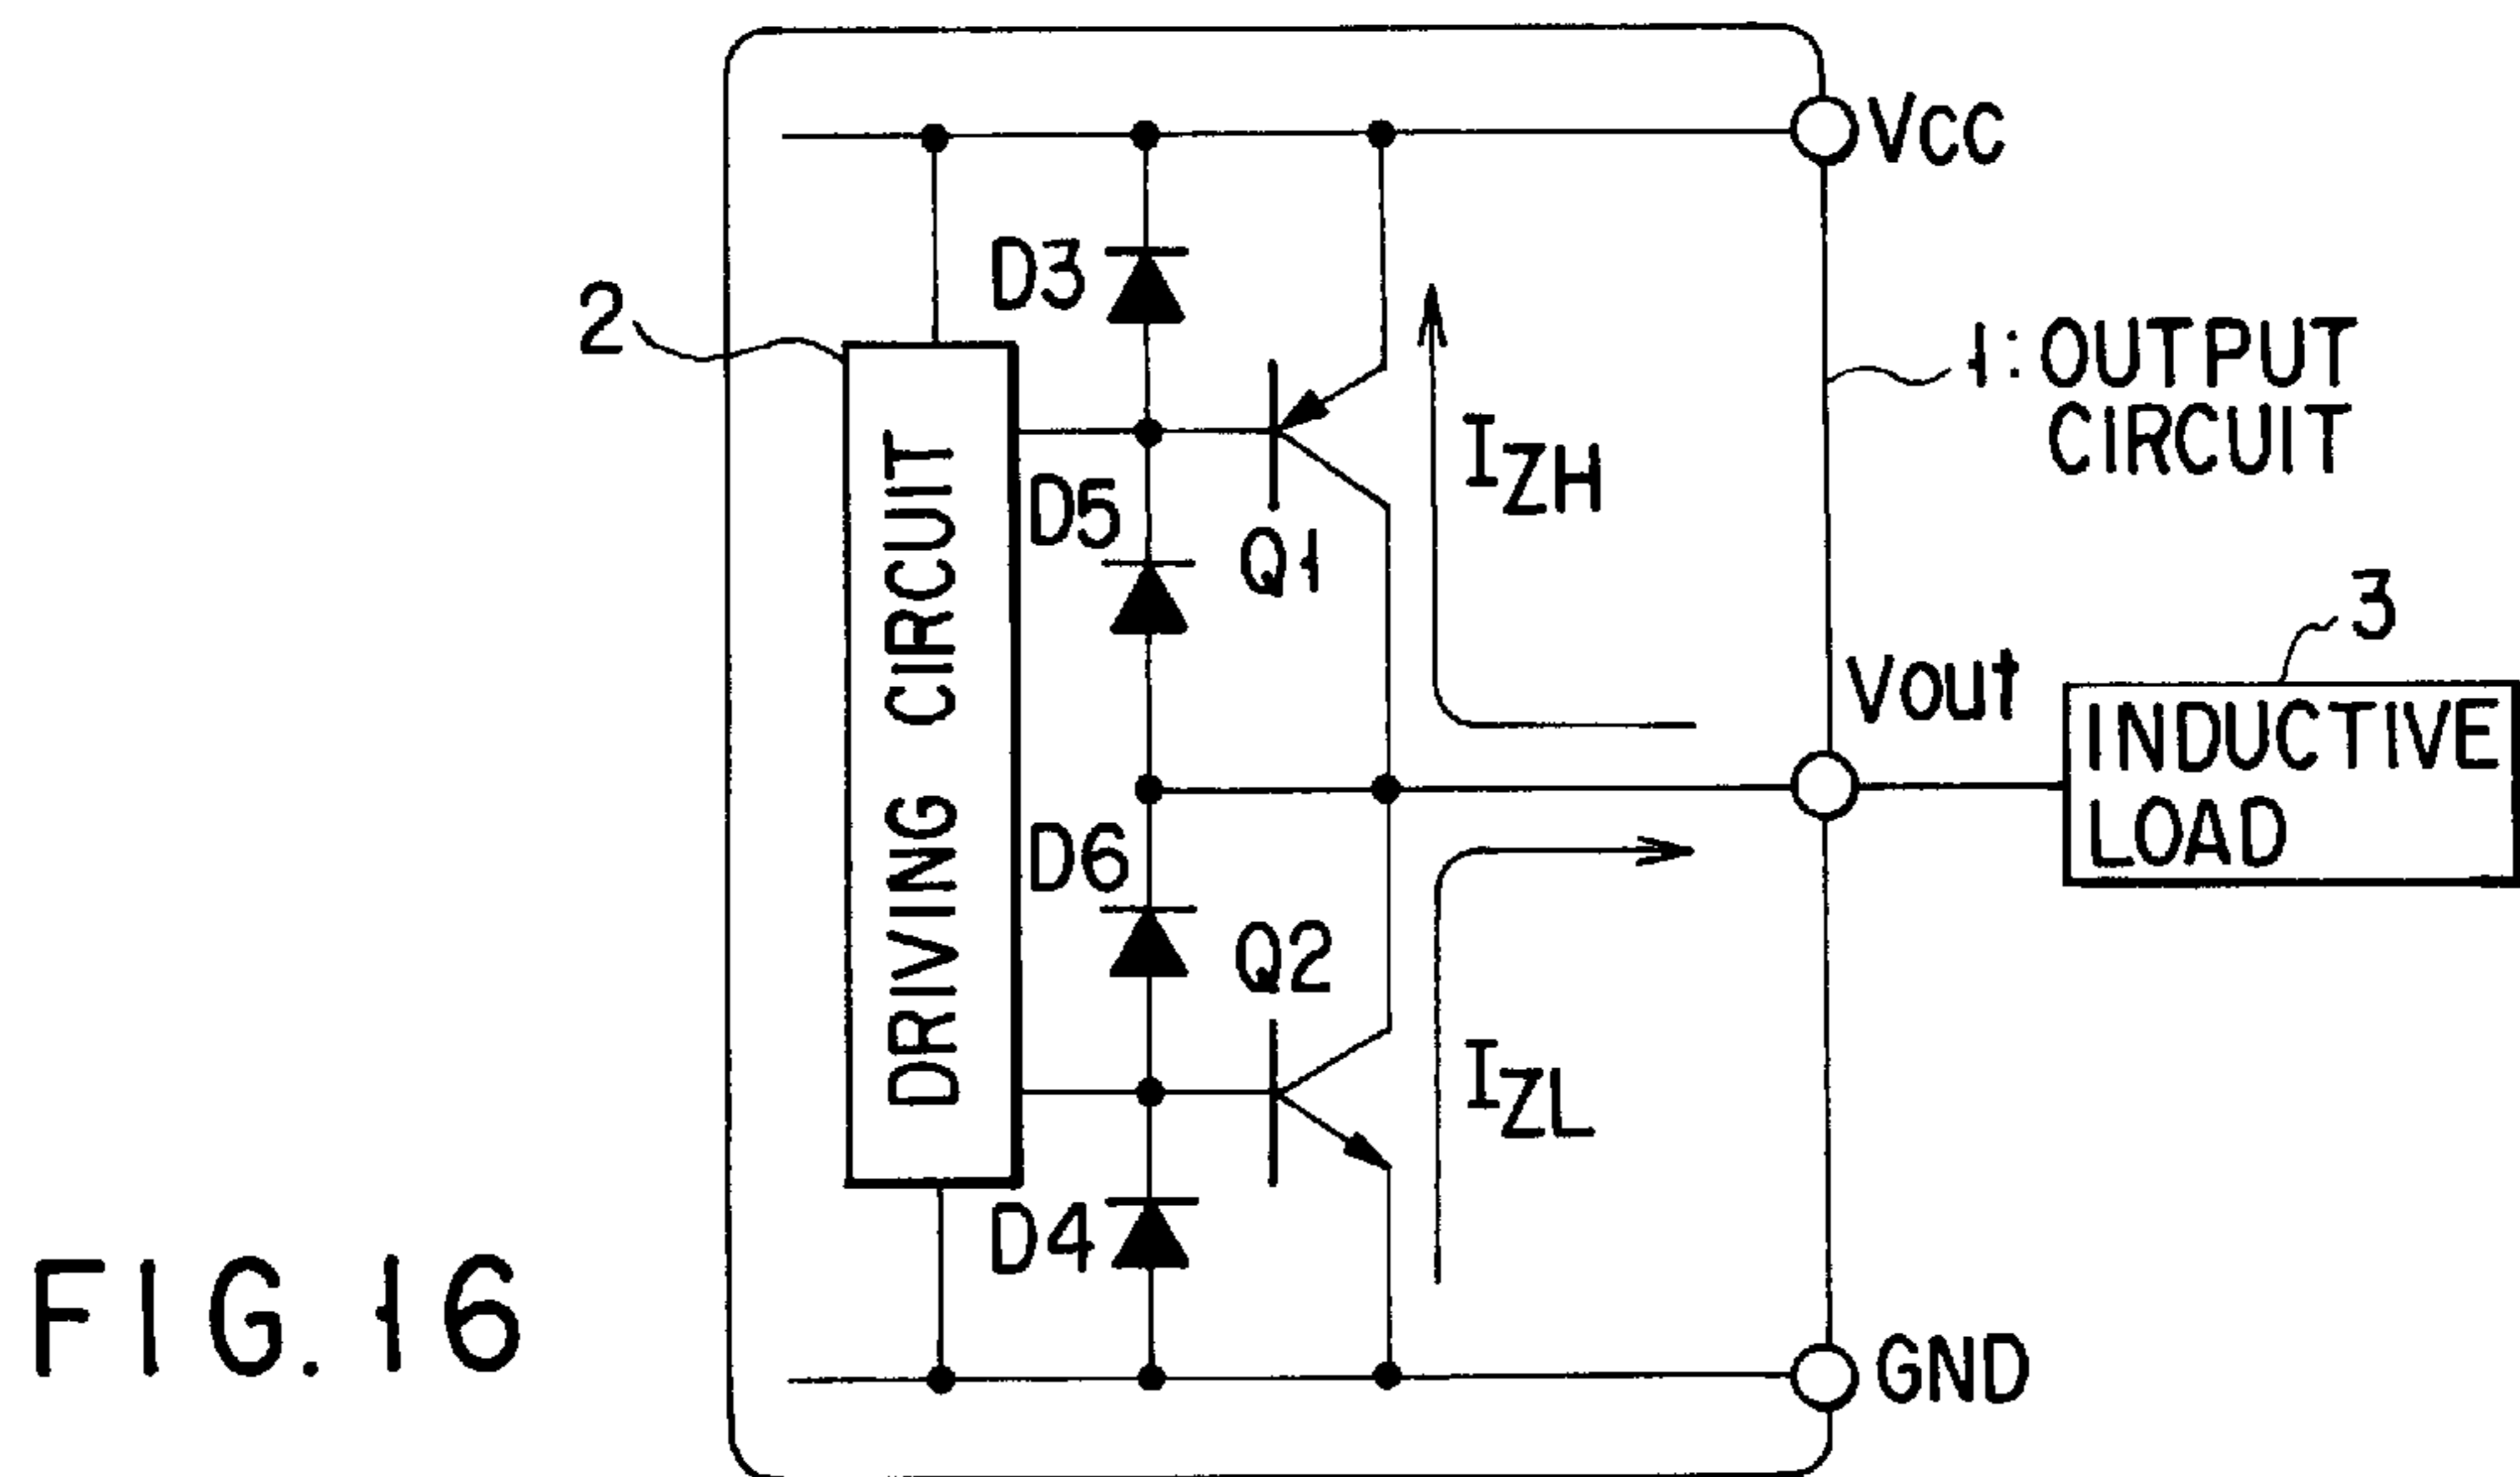 VCC
D3
2
1: OUTPUT
CIRCUIT
IZH
D5
Q1
DRIVING CIRCUIT
3
Vout
INDUCTIVE
LOAD
D6
Q2
IZL
D4
FIG. 16
GND